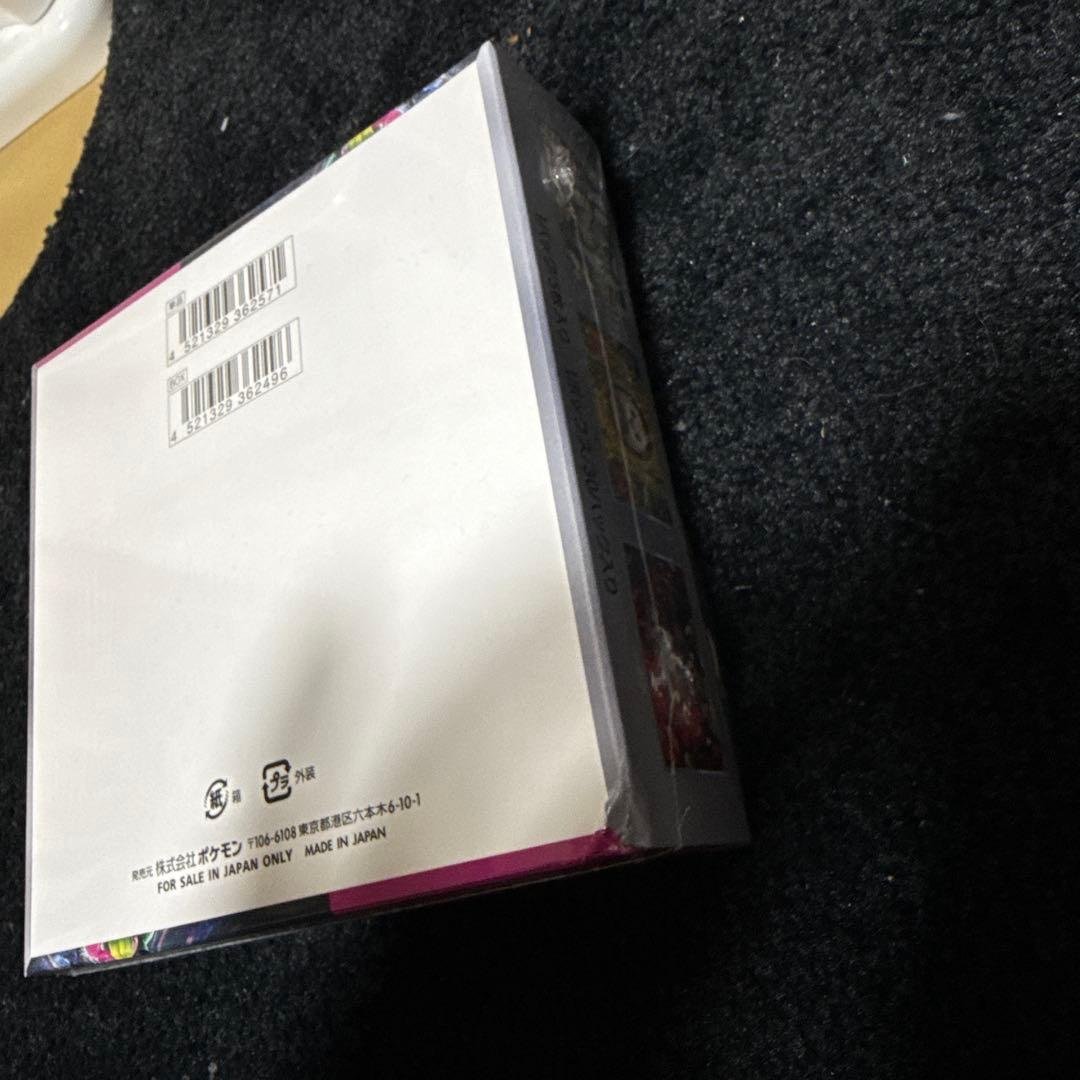 単品
4 521329 362571
BOX
4 521329 362496
紙 箱
プラ 外装
発売元 株式会社ポケモン 〒106-6108 東京都港区六本木6-10-1
FOR SALE IN JAPAN ONLY MADE IN JAPAN